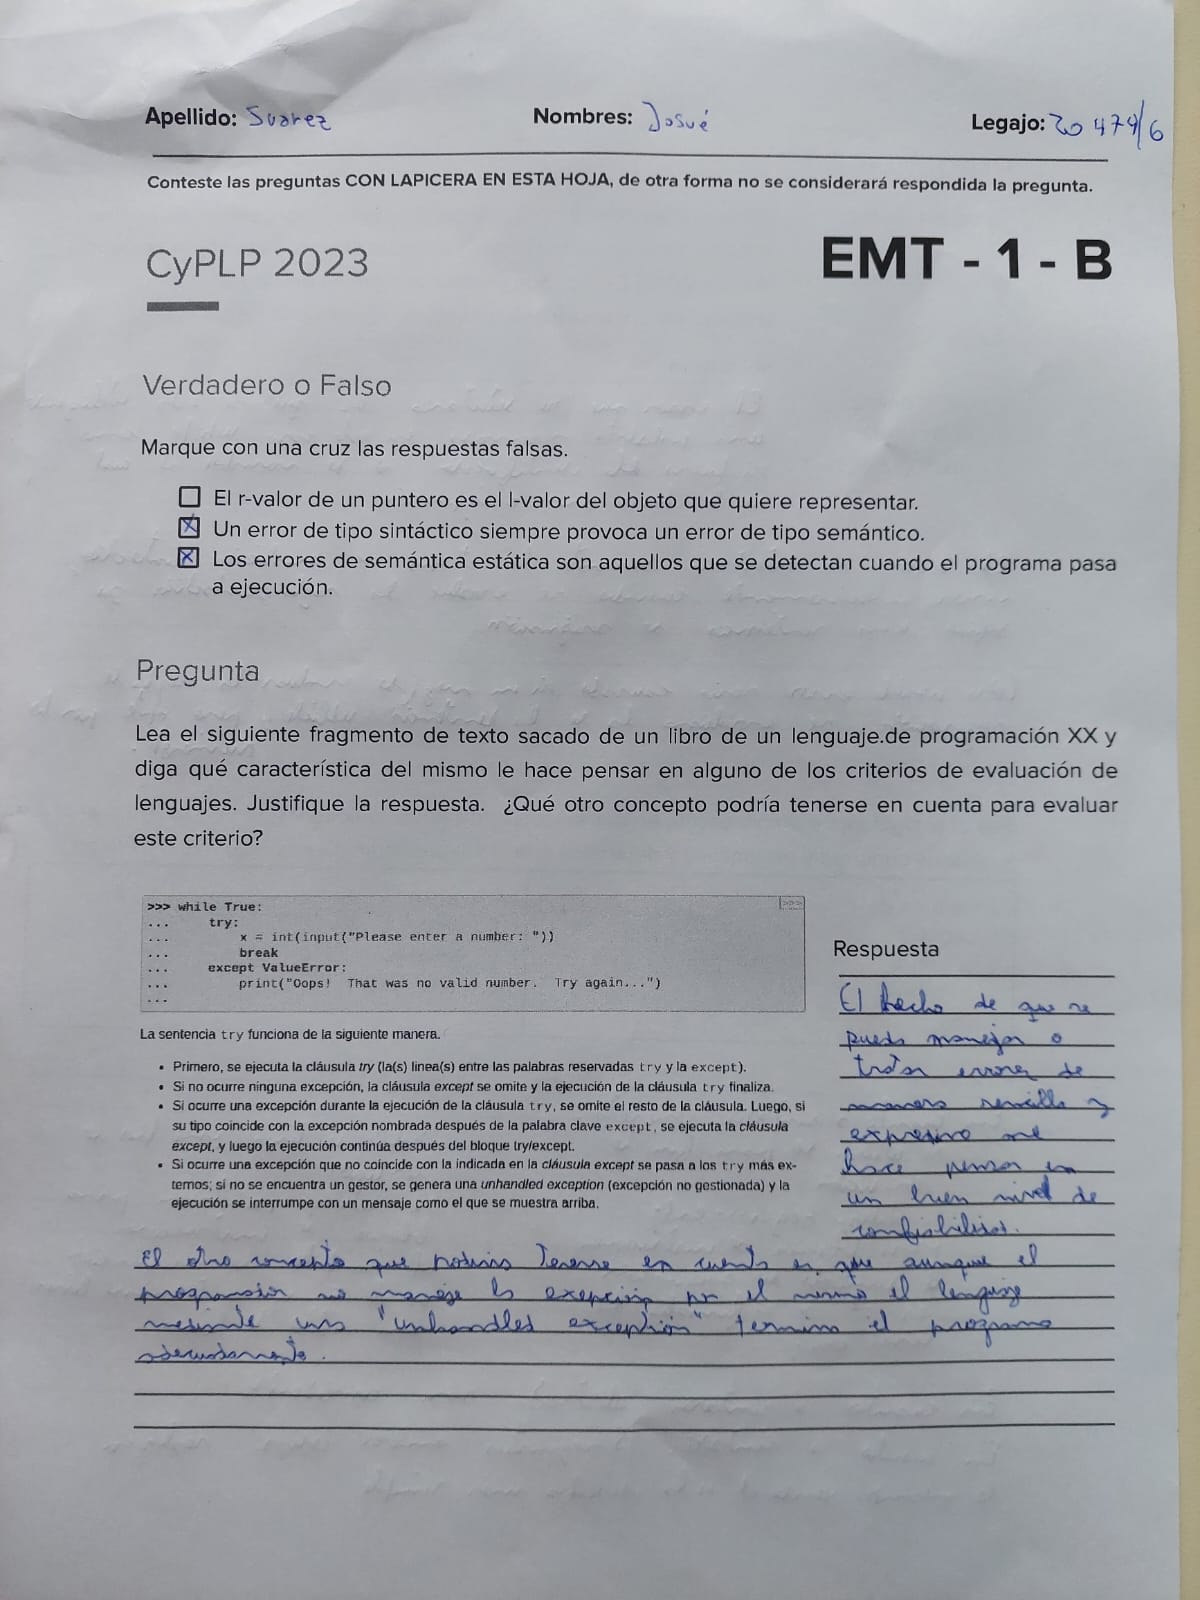 Apellido: Suarez Nombres: Josué Legajo: 20 474/6
Conteste las preguntas CON LAPICERA EN ESTA HOJA, de otra forma no se considerará respondida la pregunta.
CyPLP 2023
EMT - 1 - B
Verdadero o Falso
Marque con una cruz las respuestas falsas.
El r-valor de un puntero es el l-valor del objeto que quiere representar.
X Un error de tipo sintáctico siempre provoca un error de tipo semántico.
X Los errores de semántica estática son aquellos que se detectan cuando el programa pasa
a ejecución.
Pregunta
Lea el siguiente fragmento de texto sacado de un libro de un lenguaje.de programación XX y
diga qué característica del mismo le hace pensar en alguno de los criterios de evaluación de
lenguajes. Justifique la respuesta. ¿Qué otro concepto podría tenerse en cuenta para evaluar
este criterio?
>>> while True: >>>
... try:
... x = int(input("Please enter a number: "))
... break
... except ValueError:
... print("Oops! That was no valid number. Try again...")
...
La sentencia try funciona de la siguiente manera.
• Primero, se ejecuta la cláusula try (la(s) linea(s) entre las palabras reservadas try y la except).
• Si no ocurre ninguna excepción, la cláusula except se omite y la ejecución de la cláusula try finaliza.
• Si ocurre una excepción durante la ejecución de la cláusula try, se omite el resto de la cláusula. Luego, si
su tipo coincide con la excepción nombrada después de la palabra clave except, se ejecuta la cláusula
except, y luego la ejecución continúa después del bloque try/except.
• Si ocurre una excepción que no coincide con la indicada en la cláusula except se pasa a los try más ex-
ternos; si no se encuentra un gestor, se genera una unhandled exception (excepción no gestionada) y la
ejecución se interrumpe con un mensaje como el que se muestra arriba.
Respuesta
El hecho de que se
pueda manejar o
tratar errores de
manera sencilla y
expresiva me
hace pensar en
un buen nivel de
confiabilidad.
El otro concepto que podria tenerse en cuenta es que aunque el
programador no maneje la exepción por el mismo el lenguaje
mediante una "unhandled exception" termina el programa
adecuadamente.